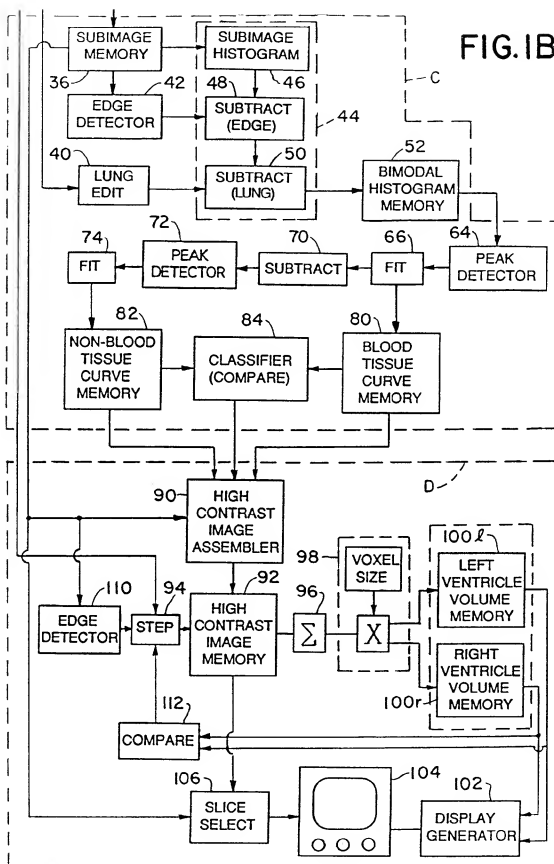 FIG.1B
SUBIMAGE
MEMORY
36
42
SUBIMAGE
HISTOGRAM
46
C
EDGE
DETECTOR
48
SUBTRACT
(EDGE)
44
40
LUNG
EDIT
50
SUBTRACT
(LUNG)
52
BIMODAL
HISTOGRAM
MEMORY
74
FIT
72
PEAK
DETECTOR
70
SUBTRACT
66
FIT
64
PEAK
DETECTOR
82
NON-BLOOD
TISSUE
CURVE
MEMORY
84
CLASSIFIER
(COMPARE)
80
BLOOD
TISSUE
CURVE
MEMORY
D
90
HIGH
CONTRAST
IMAGE
ASSEMBLER
110
EDGE
DETECTOR
94
STEP
92
HIGH
CONTRAST
IMAGE
MEMORY
96
Σ
98
VOXEL
SIZE
X
100l
LEFT
VENTRICLE
VOLUME
MEMORY
RIGHT
VENTRICLE
VOLUME
MEMORY
100r
112
COMPARE
106
SLICE
SELECT
104
102
DISPLAY
GENERATOR